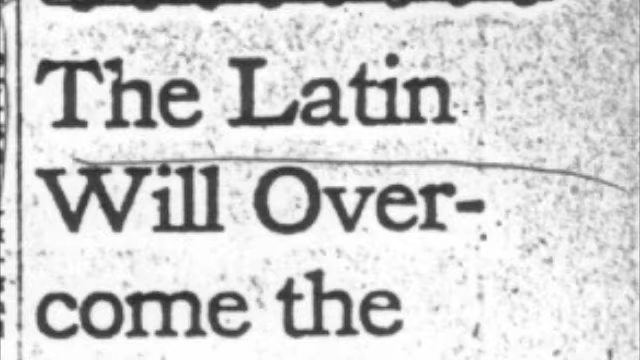 The Latin
Will Over-
come the